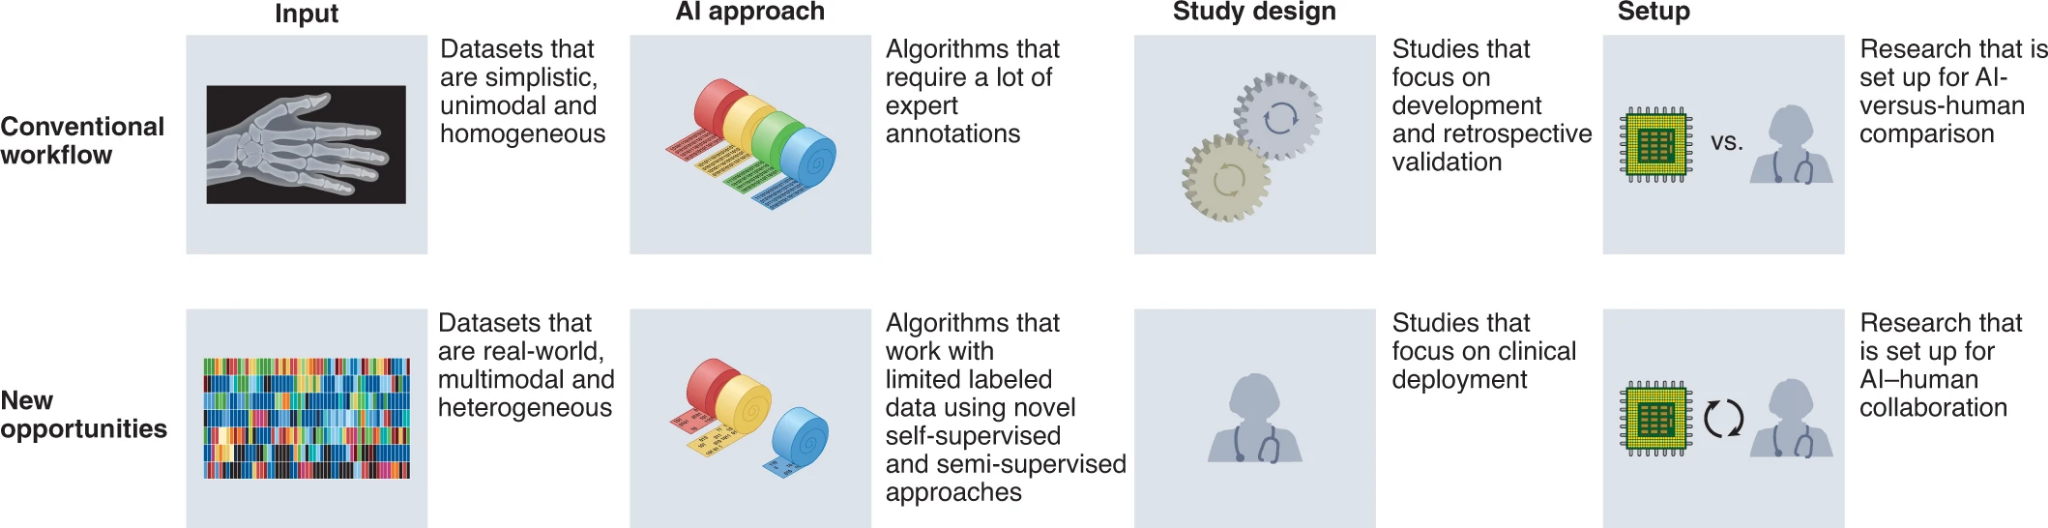 Input
AI approach
Study design
Setup
Conventional
workflow
Datasets that
are simplistic,
unimodal and
homogeneous
Algorithms that
require a lot of
expert
annotations
Studies that
focus on
development
and retrospective
validation
vs.
Research that is
set up for AI-
versus-human
comparison
New
opportunities
Datasets that
are real-world,
multimodal and
heterogeneous
Algorithms that
work with
limited labeled
data using novel
self-supervised
and semi-supervised
approaches
Studies that
focus on clinical
deployment
Research that
is set up for
AI–human
collaboration